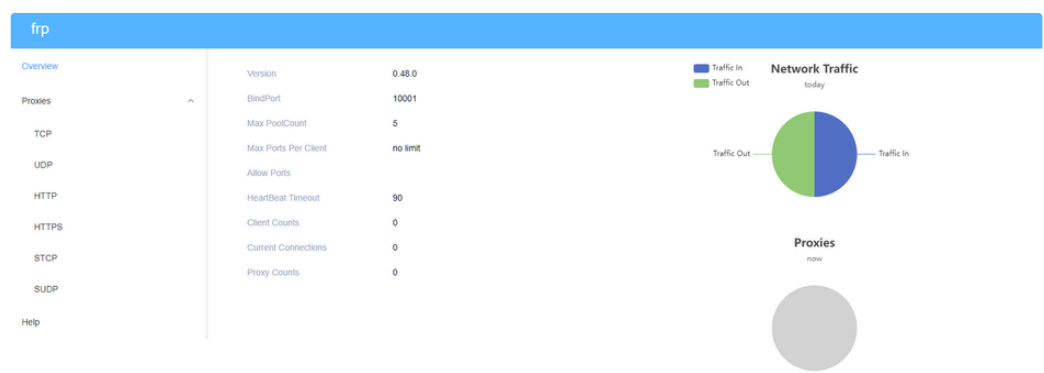 frp
Overview
Proxies
TCP
UDP
HTTP
HTTPS
STCP
SUDP
Help
Version 0.48.0
BindPort 10001
Max PoolCount 5
Max Ports Per Client no limit
Allow Ports
HeartBeat Timeout 90
Client Counts 0
Current Connections 0
Proxy Counts 0
Traffic In
Traffic Out
Network Traffic
today
Traffic Out
Traffic In
Proxies
now